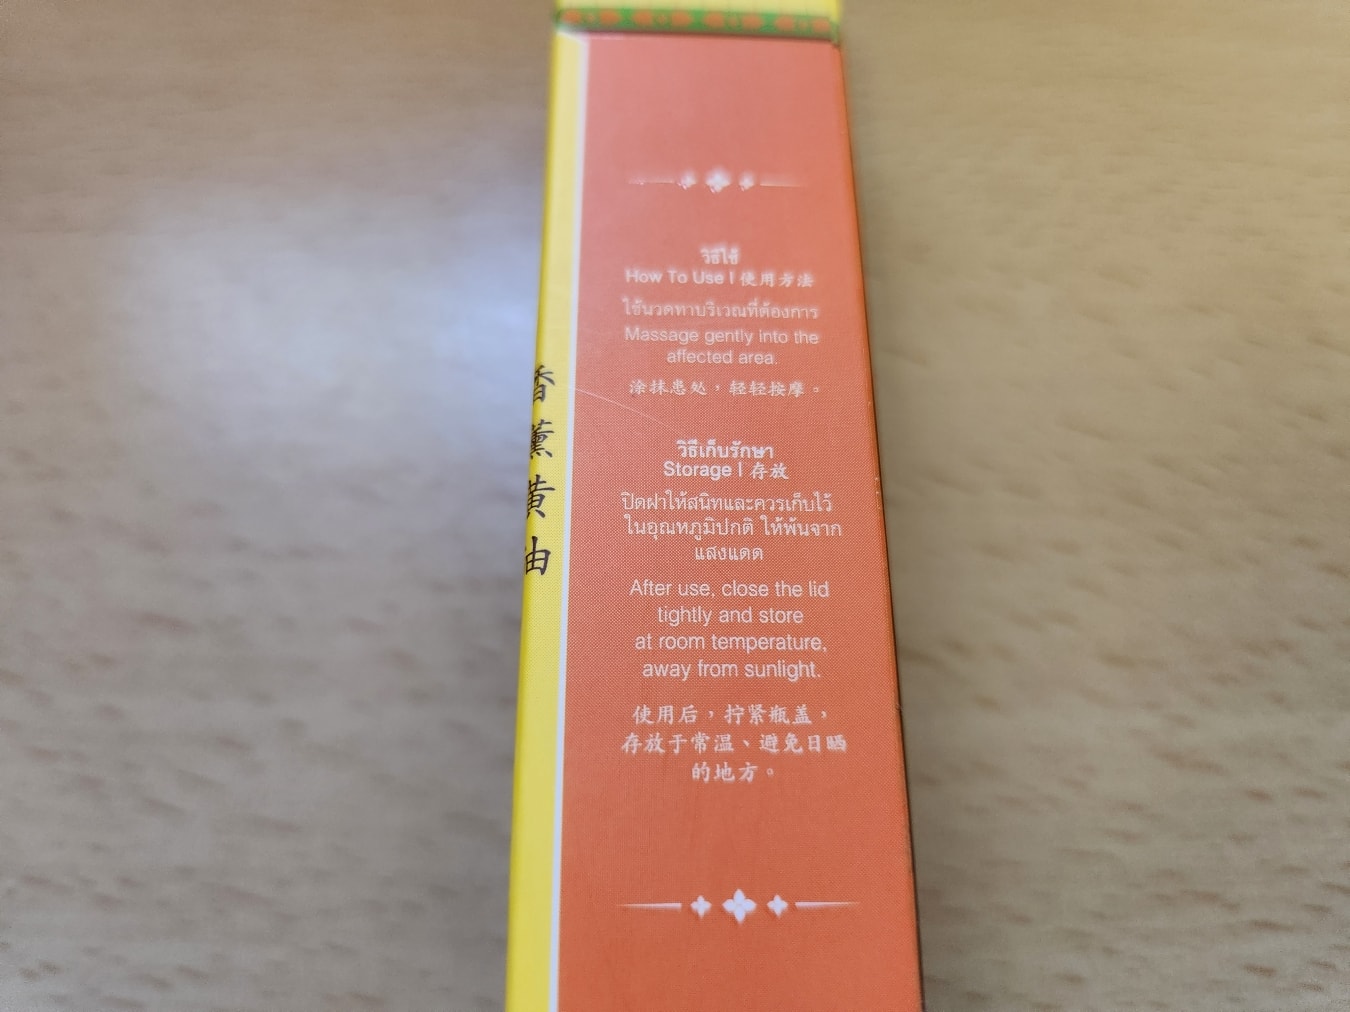 วิธีใช้
How To Use | 使用方法
ใช้นวดทาบริเวณที่ต้องการ
Massage gently into the
affected area.
涂抹患处，轻轻按摩。
วิธีเก็บรักษา
Storage | 存放
ปิดฝาให้สนิทและควรเก็บไว้
ในอุณหภูมิปกติ ให้พ้นจาก
แสงแดด
After use, close the lid
tightly and store
at room temperature,
away from sunlight.
使用后，拧紧瓶盖，
存放于常温、避免日晒
的地方。
香薰黄油